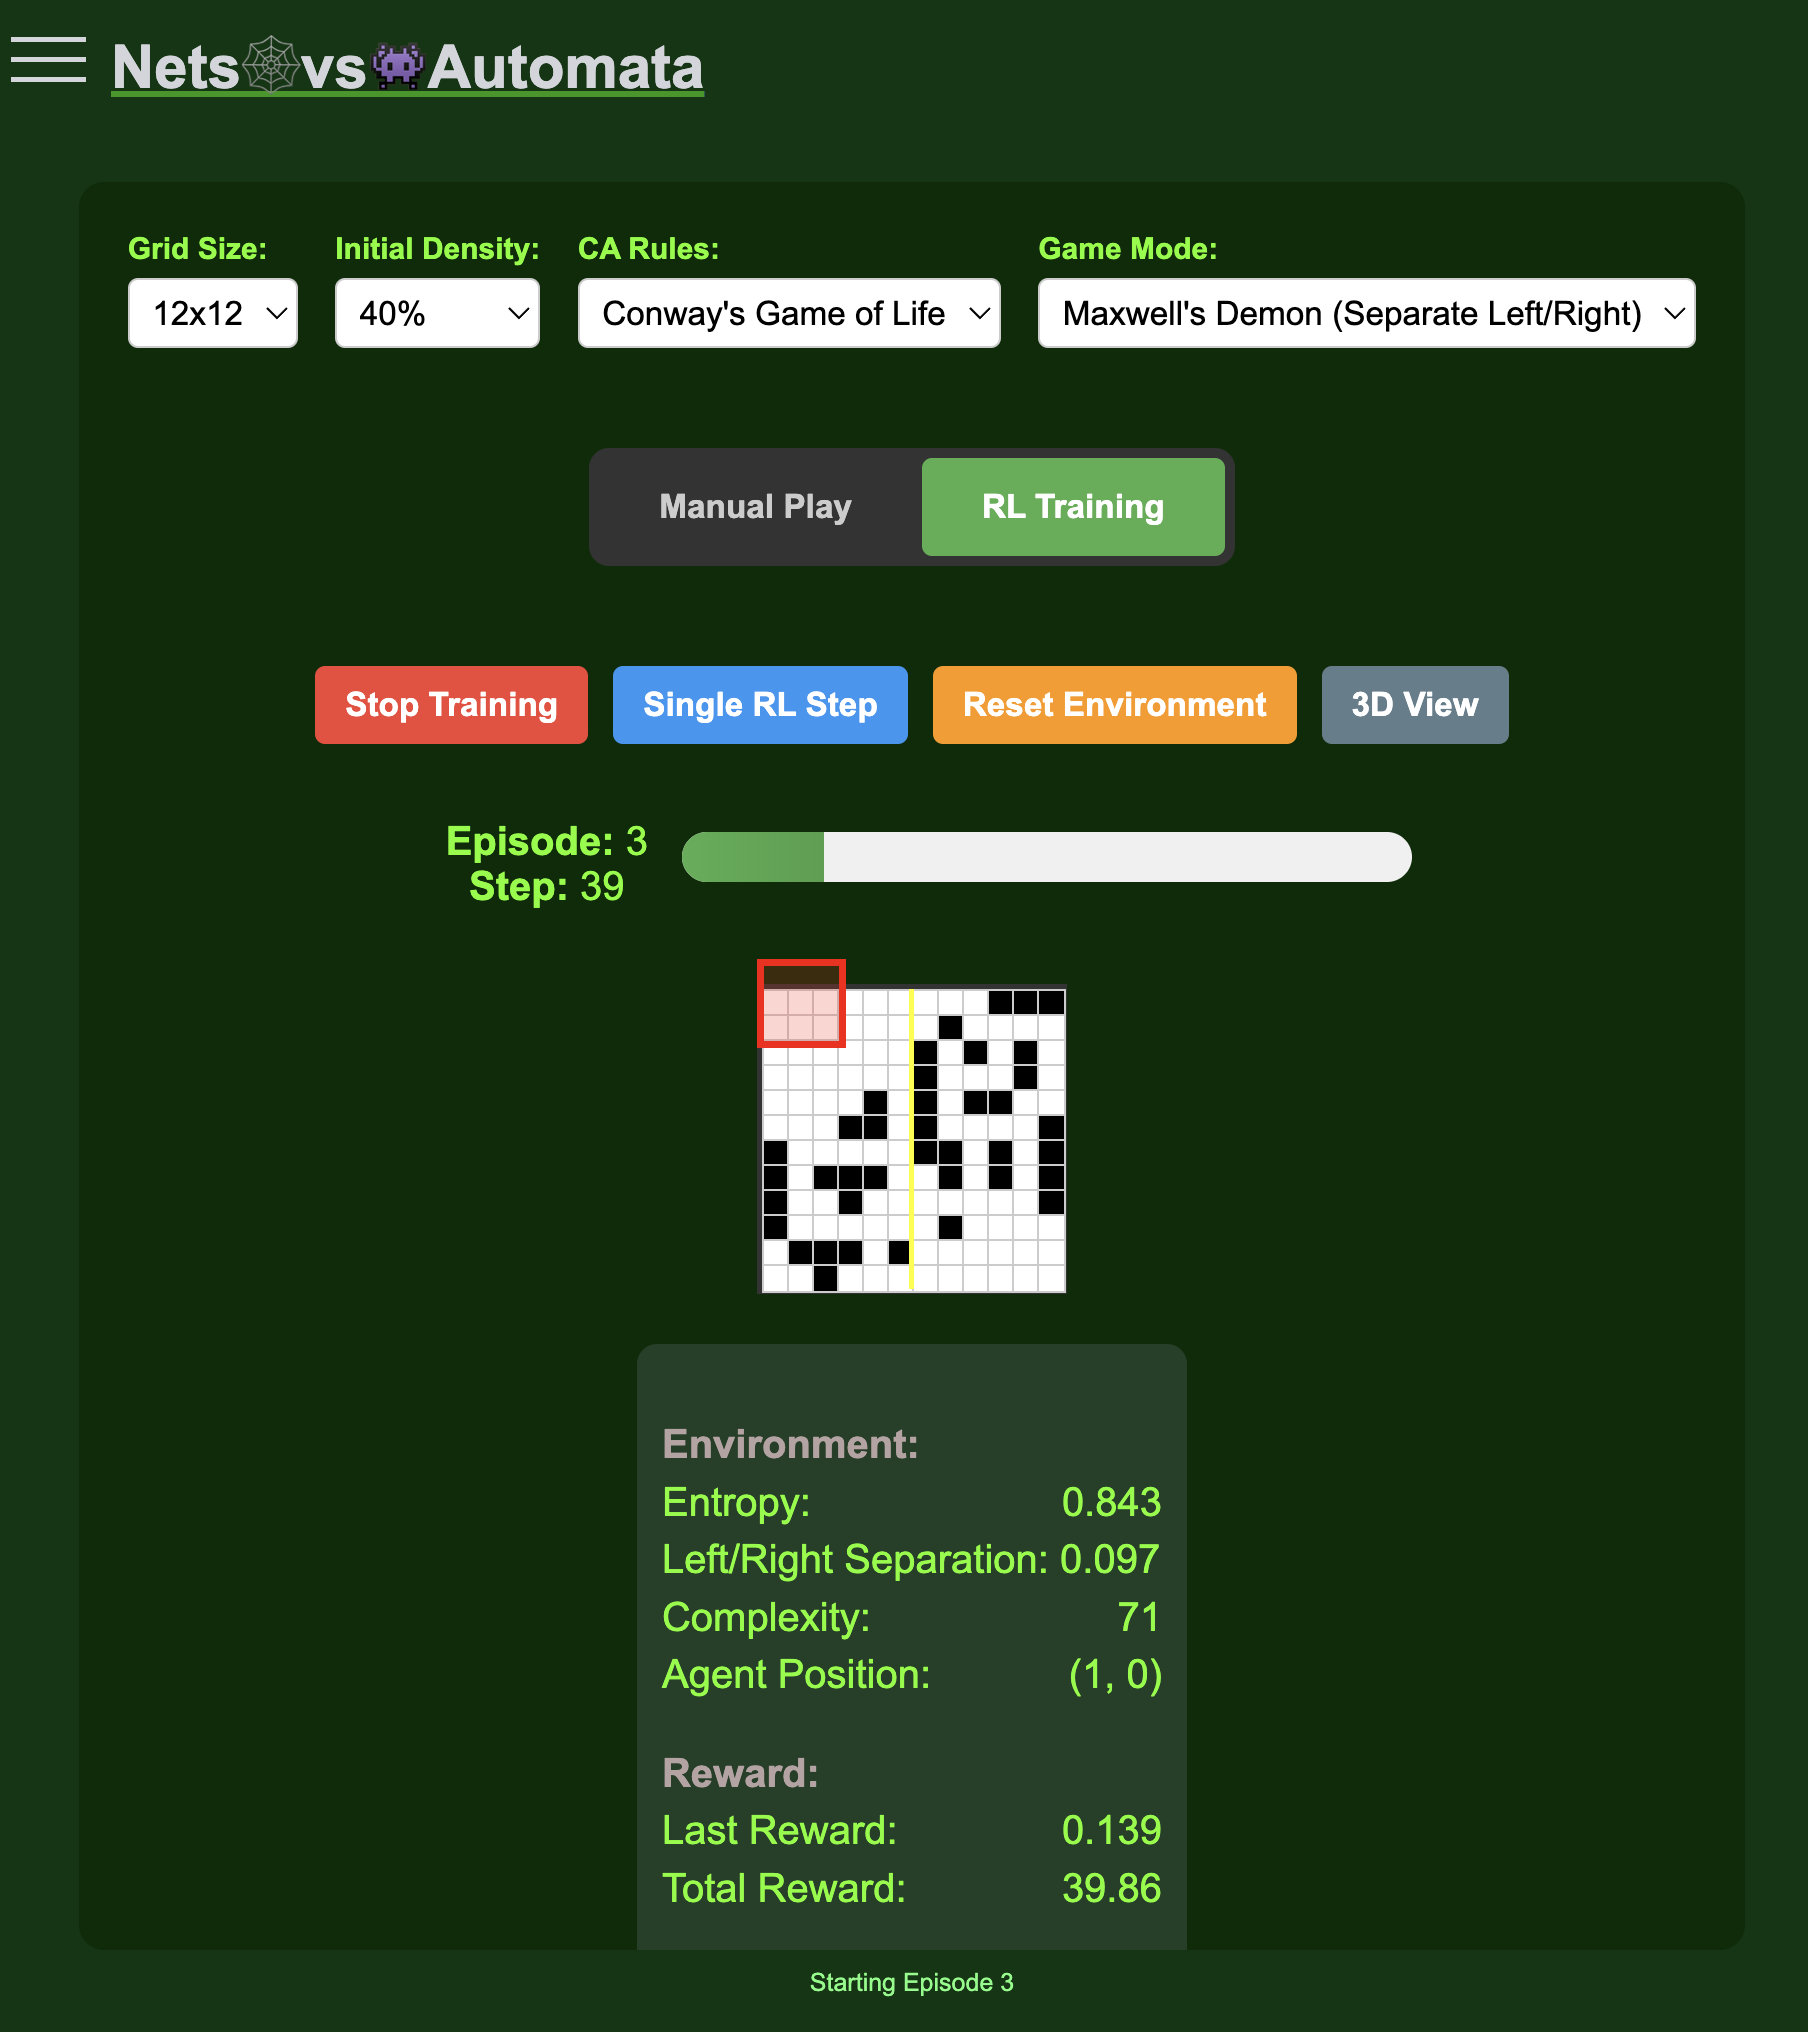 Nets🕸vs👾Automata
Grid Size: Initial Density: CA Rules: Game Mode:
12x12 40% Conway's Game of Life Maxwell's Demon (Separate Left/Right)
Manual Play RL Training
Stop Training Single RL Step Reset Environment 3D View
Episode: 3
Step: 39
Environment:
Entropy: 0.843
Left/Right Separation: 0.097
Complexity: 71
Agent Position: (1, 0)
Reward:
Last Reward: 0.139
Total Reward: 39.86
Starting Episode 3